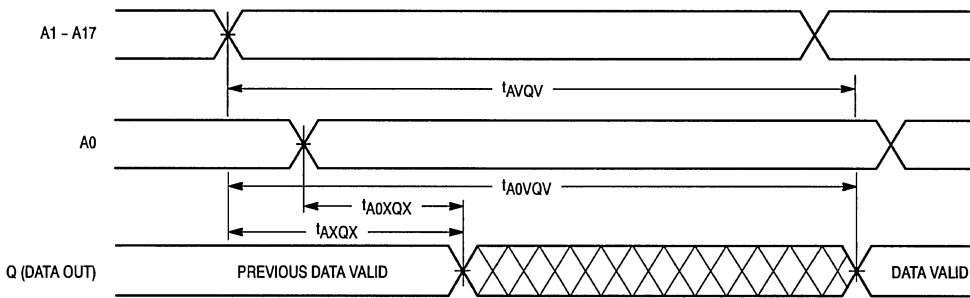 A1 – A17
tAVQV
A0
tA0VQV
tA0XQX
tAXQX
Q (DATA OUT)
PREVIOUS DATA VALID
DATA VALID